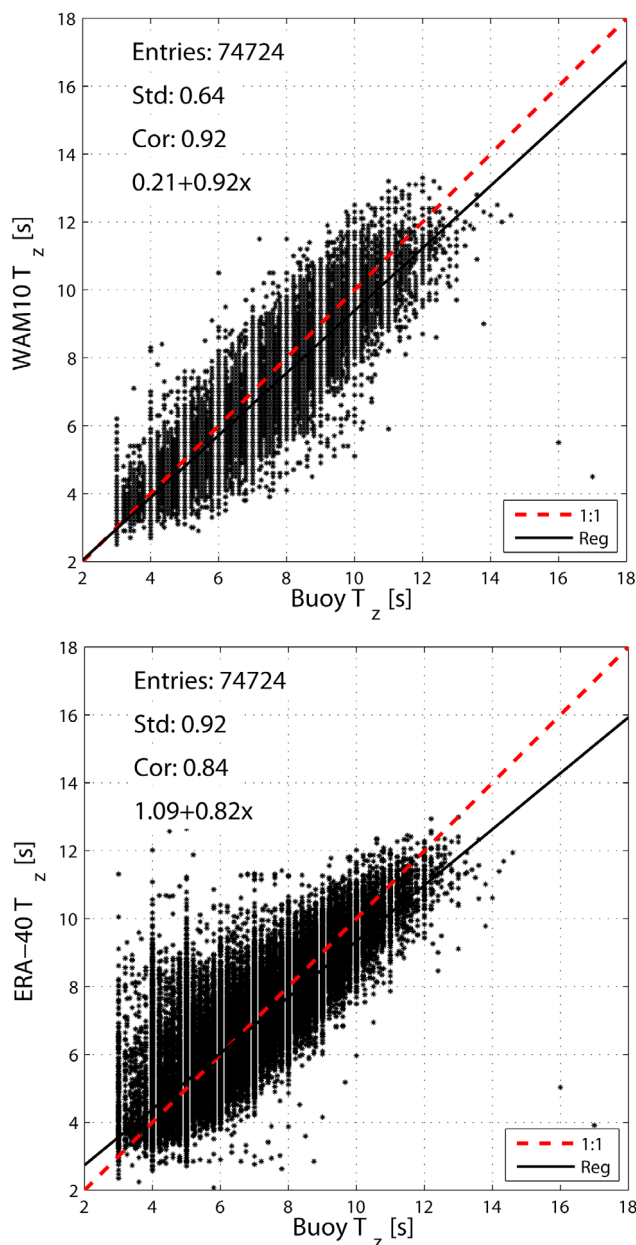 18
16
14
12
10
8
6
4
2
WAM10 T z [s]
Entries: 74724
Std: 0.64
Cor: 0.92
0.21+0.92x
1:1
Reg
2 4 6 8 10 12 14 16 18
Buoy T z [s]
18
16
14
12
10
8
6
4
2
ERA−40 T z [s]
Entries: 74724
Std: 0.92
Cor: 0.84
1.09+0.82x
1:1
Reg
2 4 6 8 10 12 14 16 18
Buoy T z [s]